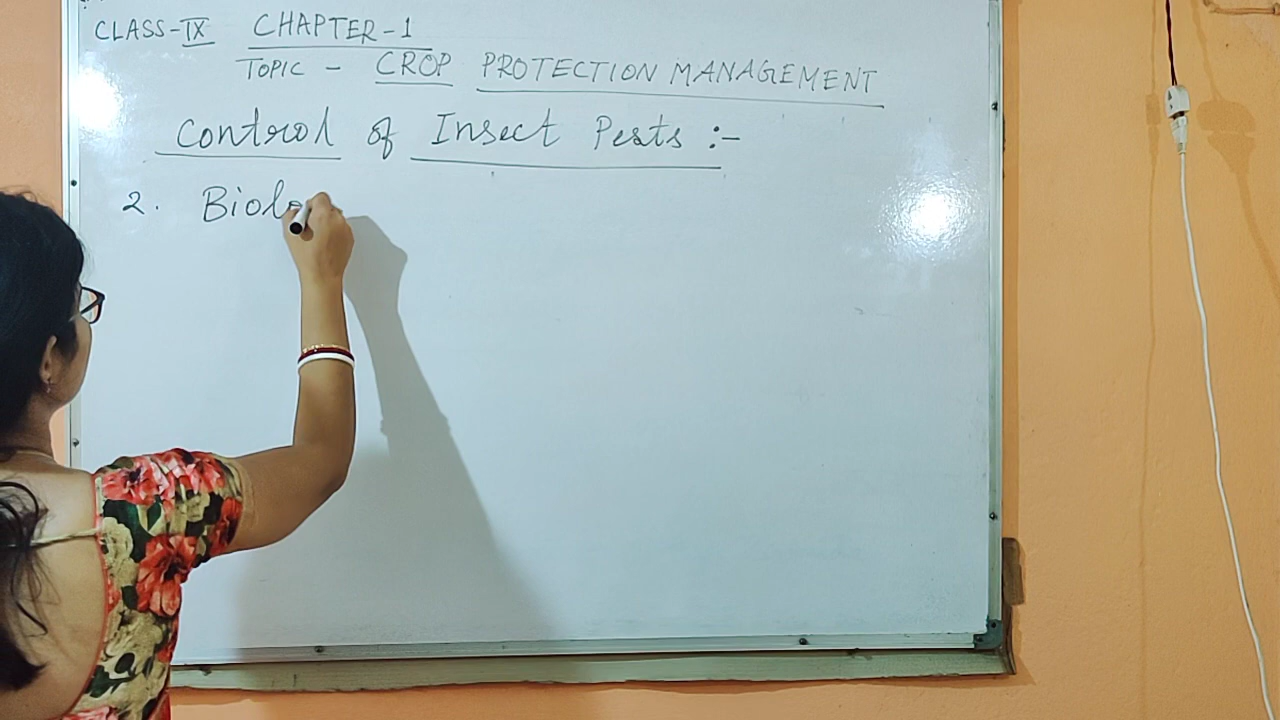 CLASS-IX CHAPTER-1
TOPIC - CROP PROTECTION MANAGEMENT
Control of Insect Pests :-
2. Biolo